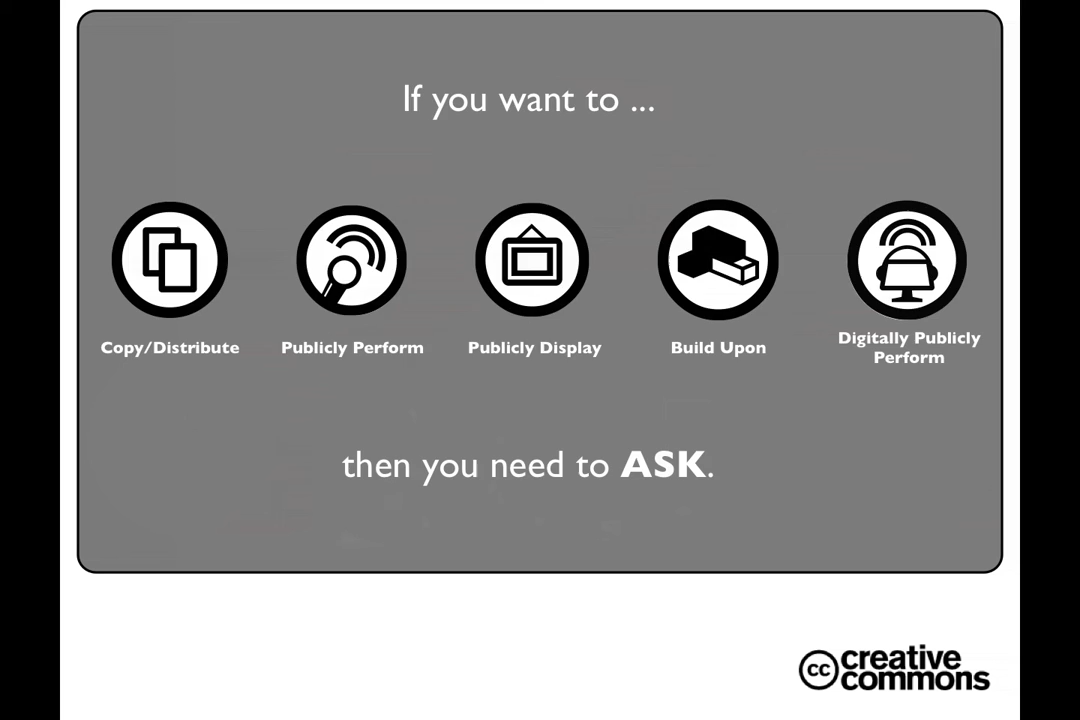 If you want to ...
Copy/Distribute
Publicly Perform
Publicly Display
Build Upon
Digitally Publicly
Perform
then you need to ASK.
cc
creative
commons